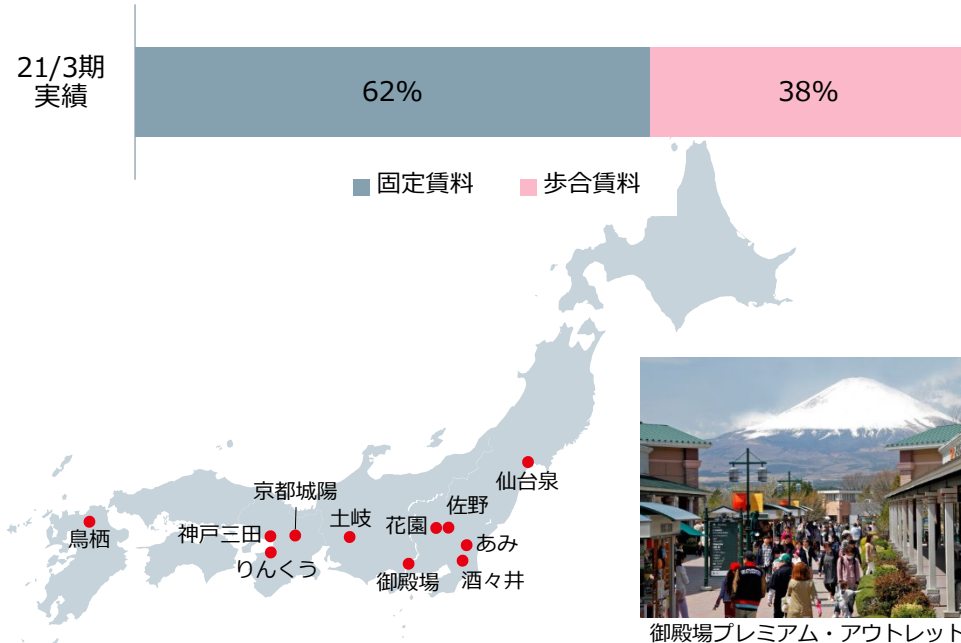 21/3期
実績
62%
38%
固定賃料
歩合賃料
仙台泉
京都城陽
佐野
土岐
花園
神戸三田
鳥栖
あみ
りんくう
御殿場
酒々井
御殿場プレミアム・アウトレット